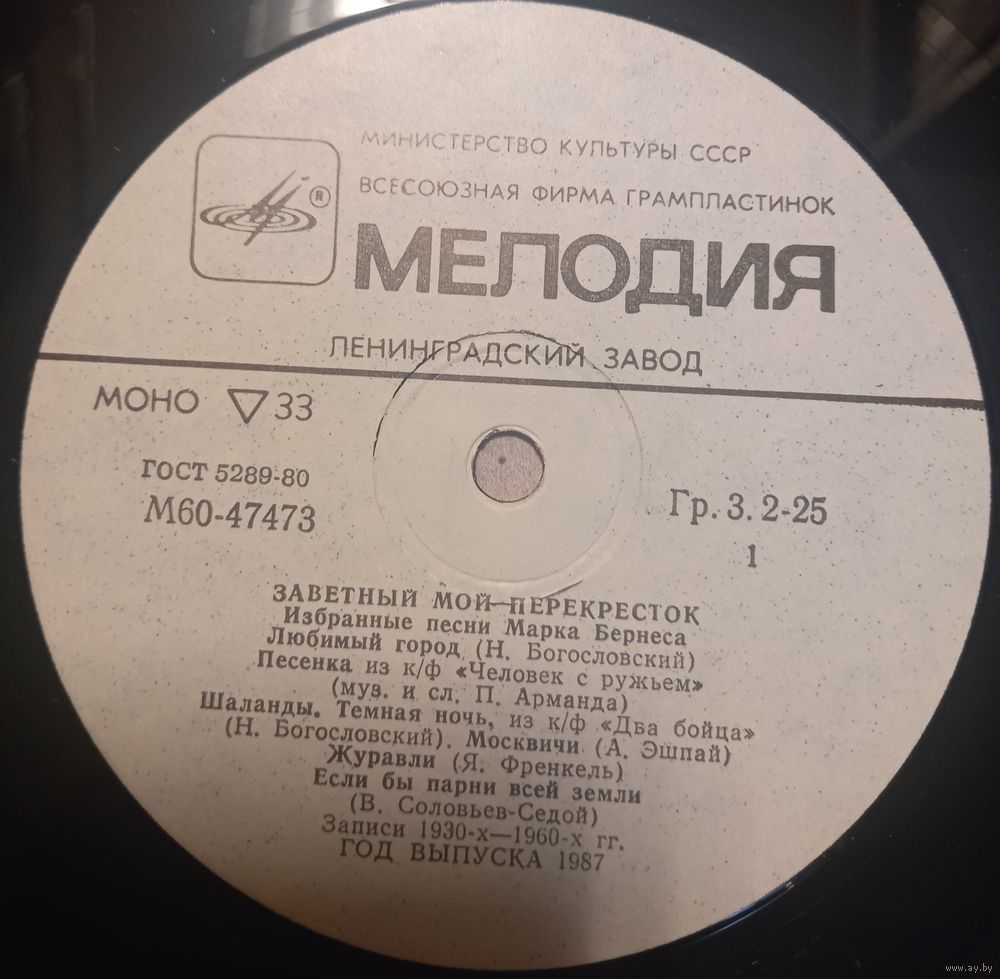 МИНИСТЕРСТВО КУЛЬТУРЫ СССР
ВСЕСОЮЗНАЯ ФИРМА ГРАМПЛАСТИНОК
®
МЕЛОДИЯ
ЛЕНИНГРАДСКИЙ ЗАВОД
МОНО ▽ 33
ГОСТ 5289-80
М60-47473
Гр. 3. 2-25
1
ЗАВЕТНЫЙ МОЙ ПЕРЕКРЕСТОК
Избранные песни Марка Бернеса
Любимый город (Н. Богословский)
Песенка из к/ф «Человек с ружьем»
(муз. и сл. П. Арманда)
Шаланды. Темная ночь, из к/ф «Два бойца»
(Н. Богословский). Москвичи (А. Эшпай)
Журавли (Я. Френкель)
Если бы парни всей земли
(В. Соловьев-Седой)
Записи 1930-х—1960-х гг.
ГОД ВЫПУСКА 1987
www.ay.by